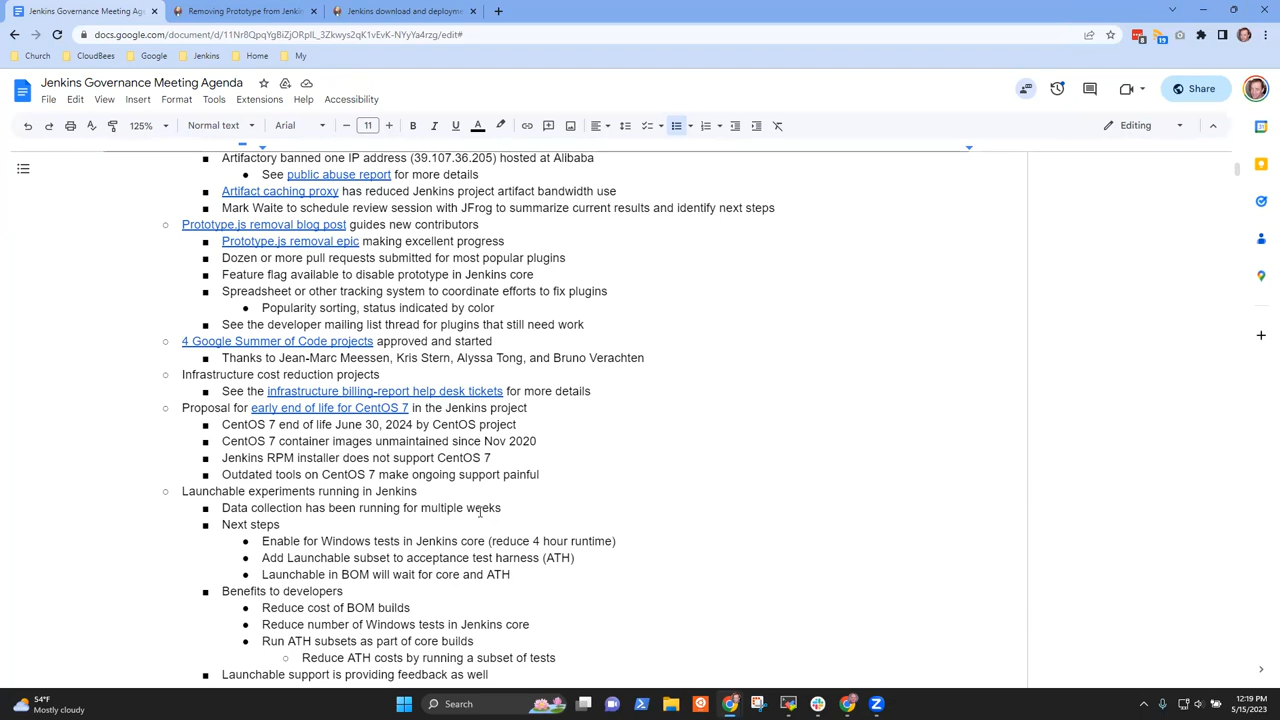 Jenkins Governance Meeting Age
Removing Prototype from Jenkin
Jenkins download and deployme
docs.google.com/document/d/11Nr8QpqYgBiZjORpIL_3Zkwys2qK1vEvK-NYyYa4rzg/edit#
Church CloudBees Google Jenkins Home My
Jenkins Governance Meeting Agenda
File Edit View Insert Format Tools Extensions Help Accessibility
Share
125% Normal text Arial 11 Editing
Artifactory banned one IP address (39.107.36.205) hosted at Alibaba
See public abuse report for more details
Artifact caching proxy has reduced Jenkins project artifact bandwidth use
Mark Waite to schedule review session with JFrog to summarize current results and identify next steps
Prototype.js removal blog post guides new contributors
Prototype.js removal epic making excellent progress
Dozen or more pull requests submitted for most popular plugins
Feature flag available to disable prototype in Jenkins core
Spreadsheet or other tracking system to coordinate efforts to fix plugins
Popularity sorting, status indicated by color
See the developer mailing list thread for plugins that still need work
4 Google Summer of Code projects approved and started
Thanks to Jean-Marc Meessen, Kris Stern, Alyssa Tong, and Bruno Verachten
Infrastructure cost reduction projects
See the infrastructure billing-report help desk tickets for more details
Proposal for early end of life for CentOS 7 in the Jenkins project
CentOS 7 end of life June 30, 2024 by CentOS project
CentOS 7 container images unmaintained since Nov 2020
Jenkins RPM installer does not support CentOS 7
Outdated tools on CentOS 7 make ongoing support painful
Launchable experiments running in Jenkins
Data collection has been running for multiple weeks
Next steps
Enable for Windows tests in Jenkins core (reduce 4 hour runtime)
Add Launchable subset to acceptance test harness (ATH)
Launchable in BOM will wait for core and ATH
Benefits to developers
Reduce cost of BOM builds
Reduce number of Windows tests in Jenkins core
Run ATH subsets as part of core builds
Reduce ATH costs by running a subset of tests
Launchable support is providing feedback as well
54°F
Mostly cloudy
Search
12:19 PM
5/15/2023